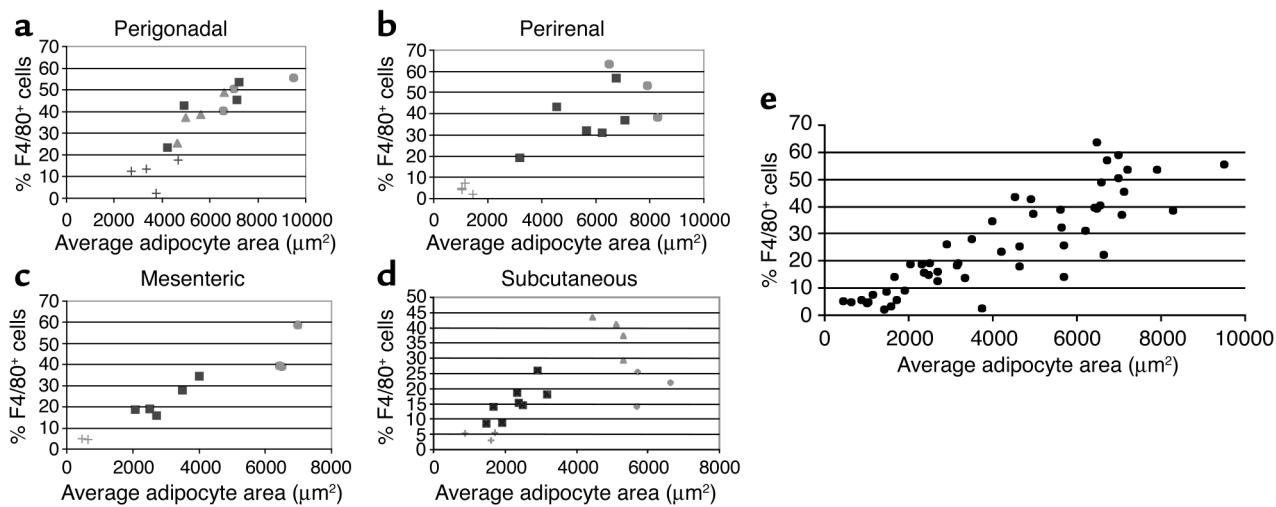 a
Perigonadal
% F4/80⁺ cells
70
60
50
40
30
20
10
0
0 2000 4000 6000 8000 10000
Average adipocyte area (μm²)
b
Perirenal
% F4/80⁺ cells
70
60
50
40
30
20
10
0
0 2000 4000 6000 8000 10000
Average adipocyte area (μm²)
c
Mesenteric
% F4/80⁺ cells
70
60
50
40
30
20
10
0
0 2000 4000 6000 8000
Average adipocyte area (μm²)
d
Subcutaneous
% F4/80⁺ cells
50
45
40
35
30
25
20
15
10
5
0
0 2000 4000 6000 8000
Average adipocyte area (μm²)
e
% F4/80⁺ cells
70
60
50
40
30
20
10
0
0 2000 4000 6000 8000 10000
Average adipocyte area (μm²)